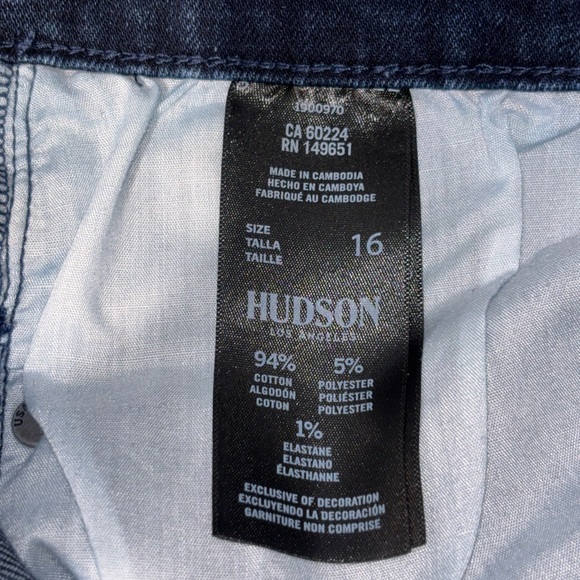 1900970
CA 60224
RN 149651
MADE IN CAMBODIA
HECHO EN CAMBOYA
FABRIQUÉ AU CAMBODGE
SIZE
TALLA 16
TAILLE
HUDSON
LOS ANGELES
94% 5%
COTTON POLYESTER
ALGODÓN POLIÉSTER
COTON POLYESTER
1%
ELASTANE
ELASTANO
ÉLASTHANNE
EXCLUSIVE OF DECORATION
EXCLUYENDO LA DECORACIÓN
GARNITURE NON COMPRISE